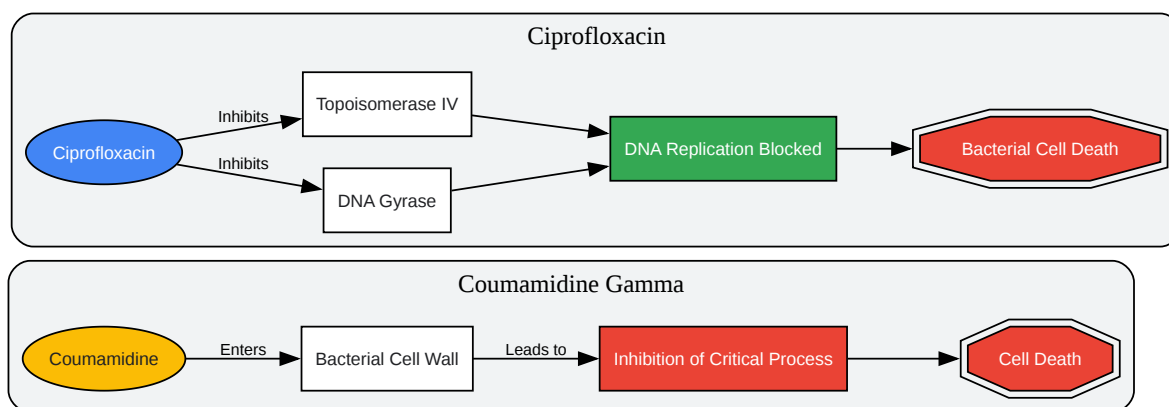 Ciprofloxacin
Topoisomerase IV
Inhibits
Ciprofloxacin
DNA Replication Blocked
Bacterial Cell Death
Inhibits
DNA Gyrase
Coumamidine Gamma
Coumamidine
Enters
Bacterial Cell Wall
Leads to
Inhibition of Critical Process
Cell Death